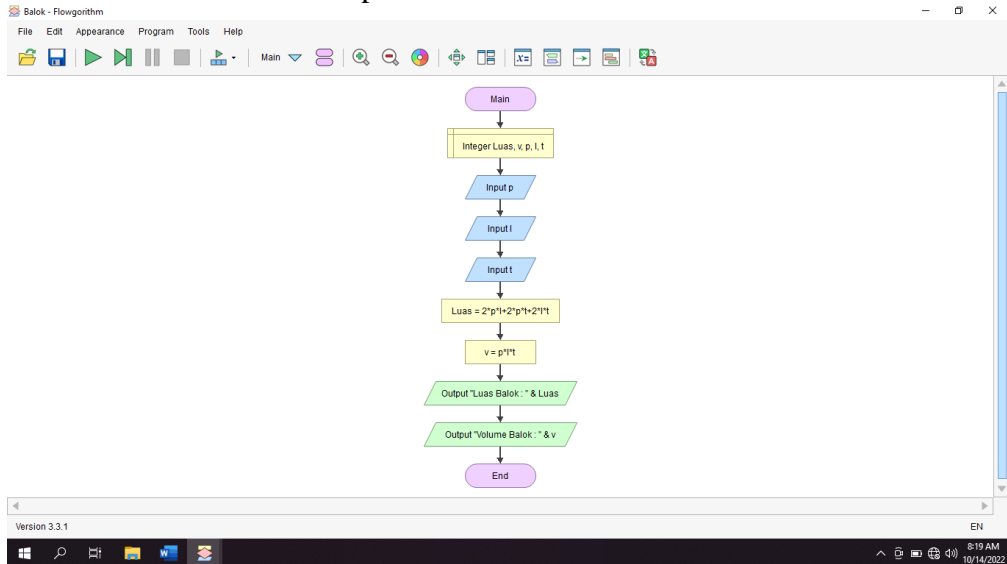 Balok - Flowgorithm
File Edit Appearance Program Tools Help
Main
Main
Integer Luas, v, p, l, t
Input p
Input l
Input t
Luas = 2*p*l+2*p*t+2*l*t
v = p*l*t
Output "Luas Balok : " & Luas
Output "Volume Balok : " & v
End
Version 3.3.1 EN
8:19 AM
10/14/2022